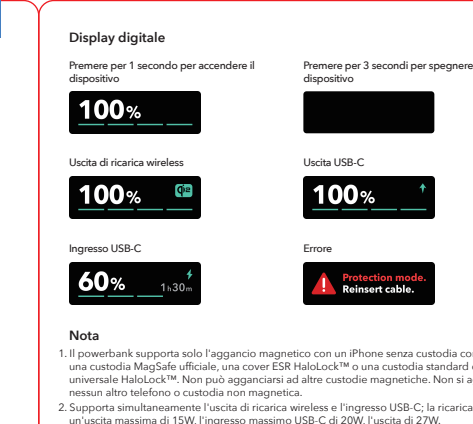 Display digitale
Premere per 1 secondo per accendere il
dispositivo
Premere per 3 secondi per spegnere
dispositivo
100%
Uscita di ricarica wireless
Uscita USB-C
100%
100%
Ingresso USB-C
Errore
60%
1h30m
Protection mode.
Reinsert cable.
Nota
1. Il powerbank supporta solo l'aggancio magnetico con un iPhone senza custodia
una custodia MagSafe ufficiale, una cover ESR HaloLock™ o una custodia standard
universale HaloLock™. Non può agganciarsi ad altre custodie magnetiche. Non si
nessun altro telefono o custodia non magnetica.
2. Supporta simultaneamente l'uscita di ricarica wireless e l'ingresso USB-C; la ricarica
un'uscita massima di 15W, l'ingresso massimo USB-C di 20W, l'uscita di 27W.